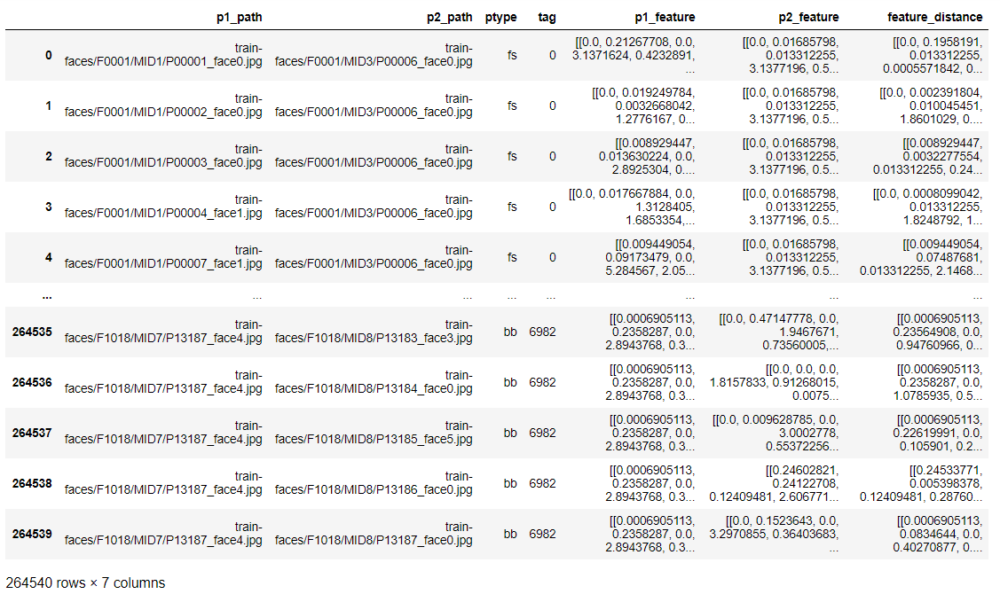 p1_path p2_path ptype tag p1_feature p2_feature feature_distance
0 train-faces/F0001/MID1/P00001_face0.jpg train-faces/F0001/MID3/P00006_face0.jpg fs 0 [[0.0, 0.21267708, 0.0, 3.1371624, 0.4232891, ... [[0.0, 0.01685798, 0.013312255, 3.1377196, 0.5... [[0.0, 0.1958191, 0.013312255, 0.0005571842, 0...
1 train-faces/F0001/MID1/P00002_face0.jpg train-faces/F0001/MID3/P00006_face0.jpg fs 0 [[0.0, 0.019249784, 0.0032668042, 1.2776167, 0... [[0.0, 0.01685798, 0.013312255, 3.1377196, 0.5... [[0.0, 0.002391804, 0.010045451, 1.8601029, 0....
2 train-faces/F0001/MID1/P00003_face0.jpg train-faces/F0001/MID3/P00006_face0.jpg fs 0 [[0.008929447, 0.013630224, 0.0, 2.8925304, 0.... [[0.0, 0.01685798, 0.013312255, 3.1377196, 0.5... [[0.008929447, 0.0032277554, 0.013312255, 0.24...
3 train-faces/F0001/MID1/P00004_face1.jpg train-faces/F0001/MID3/P00006_face0.jpg fs 0 [[0.0, 0.017667884, 0.0, 1.3128405, 1.6853354,... [[0.0, 0.01685798, 0.013312255, 3.1377196, 0.5... [[0.0, 0.0008099042, 0.013312255, 1.8248792, 1...
4 train-faces/F0001/MID1/P00007_face1.jpg train-faces/F0001/MID3/P00006_face0.jpg fs 0 [[0.009449054, 0.09173479, 0.0, 5.284567, 2.05... [[0.0, 0.01685798, 0.013312255, 3.1377196, 0.5... [[0.009449054, 0.07487681, 0.013312255, 2.1468...
... ... ... ... ... ... ... ...
264535 train-faces/F1018/MID7/P13187_face4.jpg train-faces/F1018/MID8/P13183_face3.jpg bb 6982 [[0.0006905113, 0.2358287, 0.0, 2.8943768, 0.3... [[0.0, 0.47147778, 0.0, 1.9467671, 0.73560005,... [[0.0006905113, 0.23564908, 0.0, 0.94760966, 0...
264536 train-faces/F1018/MID7/P13187_face4.jpg train-faces/F1018/MID8/P13184_face0.jpg bb 6982 [[0.0006905113, 0.2358287, 0.0, 2.8943768, 0.3... [[0.0, 0.0, 0.0, 1.8157833, 0.91268015, 0.0075... [[0.0006905113, 0.2358287, 0.0, 1.0785935, 0.5...
264537 train-faces/F1018/MID7/P13187_face4.jpg train-faces/F1018/MID8/P13185_face5.jpg bb 6982 [[0.0006905113, 0.2358287, 0.0, 2.8943768, 0.3... [[0.0, 0.009628785, 0.0, 3.0002778, 0.55372256... [[0.0006905113, 0.22619991, 0.0, 0.105901, 0.2...
264538 train-faces/F1018/MID7/P13187_face4.jpg train-faces/F1018/MID8/P13186_face0.jpg bb 6982 [[0.0006905113, 0.2358287, 0.0, 2.8943768, 0.3... [[0.24602821, 0.24122708, 0.12409481, 2.606771... [[0.24533771, 0.005398378, 0.12409481, 0.28760...
264539 train-faces/F1018/MID7/P13187_face4.jpg train-faces/F1018/MID8/P13187_face0.jpg bb 6982 [[0.0006905113, 0.2358287, 0.0, 2.8943768, 0.3... [[0.0, 0.1523643, 0.0, 3.2970855, 0.36403683, ... [[0.0006905113, 0.0834644, 0.0, 0.40270877, 0....
264540 rows × 7 columns